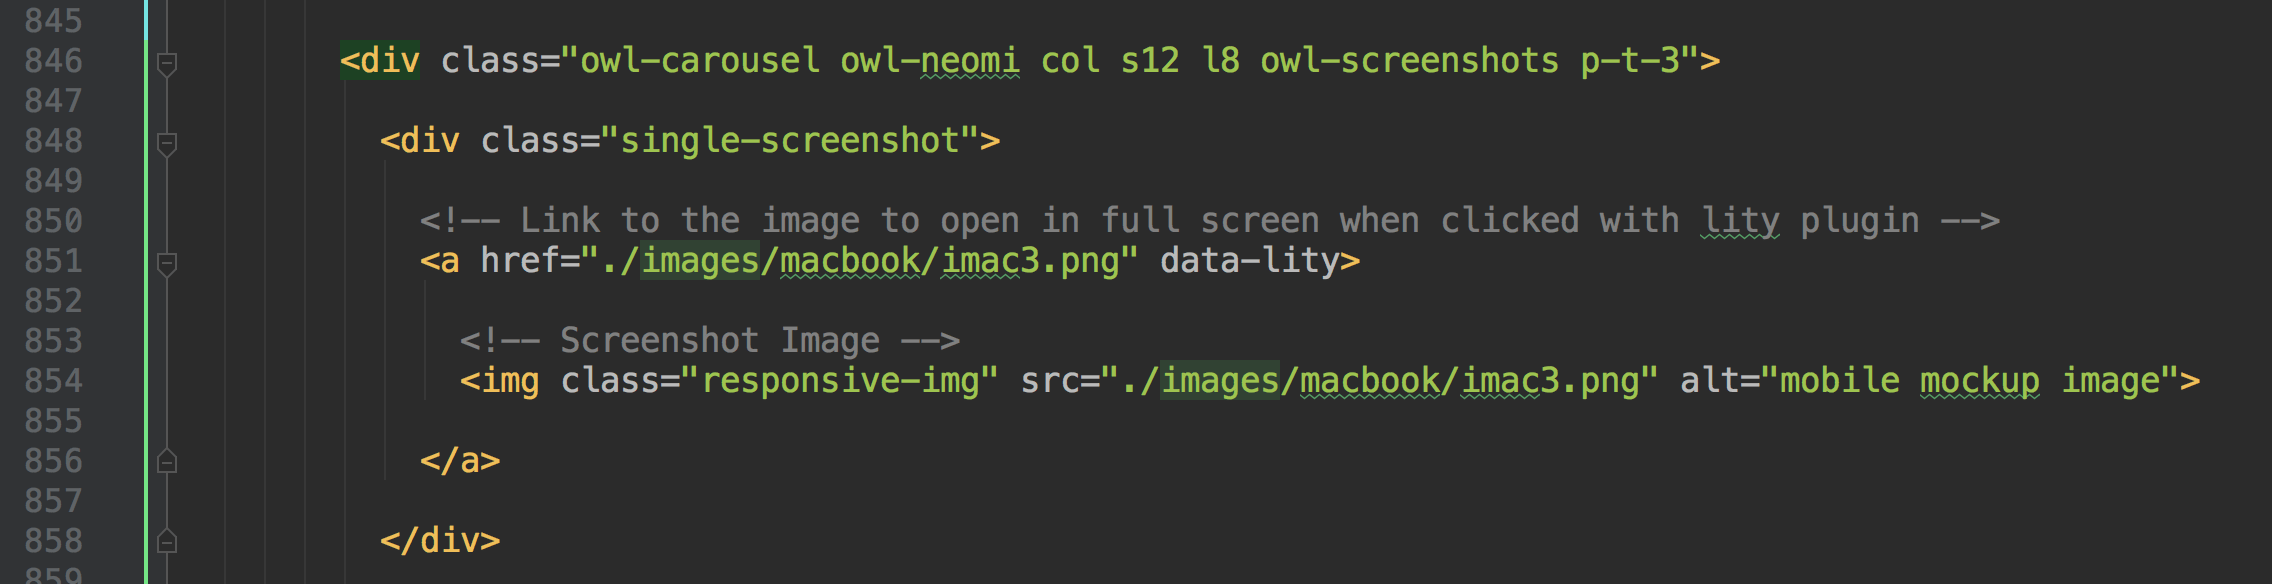 845
846 <div class="owl-carousel owl-neomi col s12 l8 owl-screenshots p-t-3">
847
848 <div class="single-screenshot">
849
850 <!-- Link to the image to open in full screen when clicked with lity plugin -->
851 <a href="./images/macbook/imac3.png" data-lity>
852
853 <!-- Screenshot Image -->
854 <img class="responsive-img" src="./images/macbook/imac3.png" alt="mobile mockup image">
855
856 </a>
857
858 </div>
859